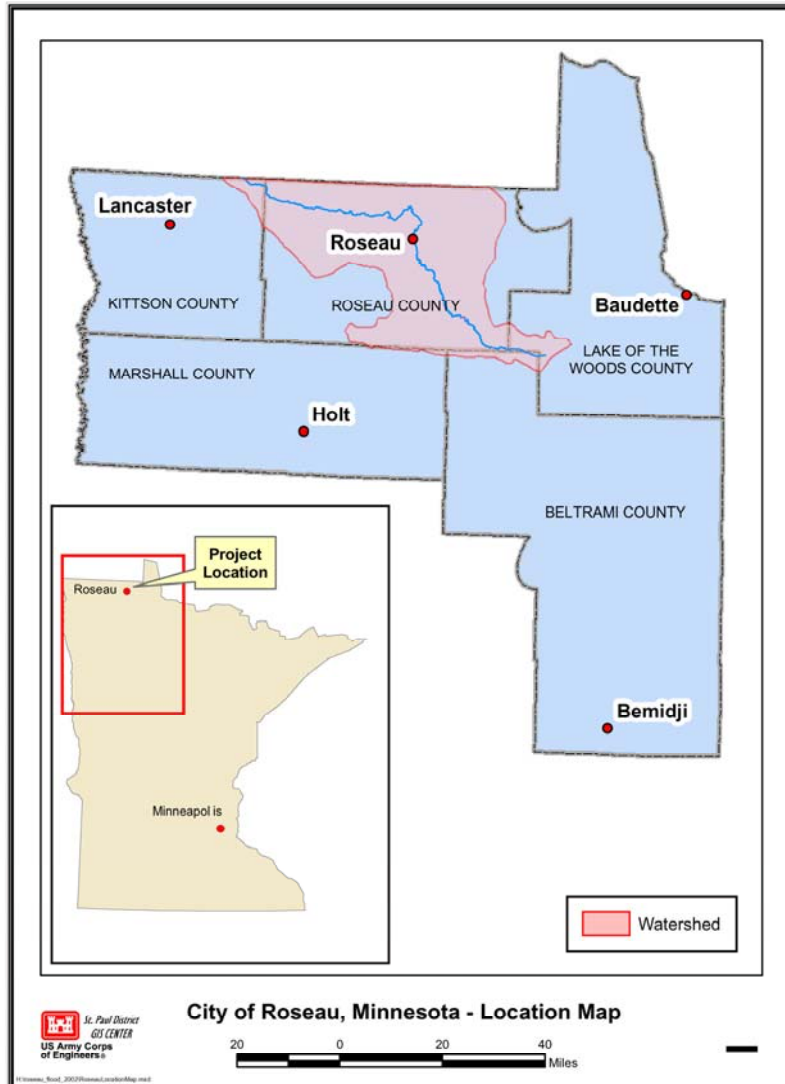 Lancaster
Roseau
KITTSON COUNTY
ROSEAU COUNTY
Baudette
LAKE OF THE
WOODS COUNTY
MARSHALL COUNTY
Holt
BELTRAMI COUNTY
Bemidji
Project
Location
Roseau
Minneapol is
Watershed
St. Paul District
GIS CENTER
US Army Corps
of Engineers®
City of Roseau, Minnesota - Location Map
20 0 20 40
Miles